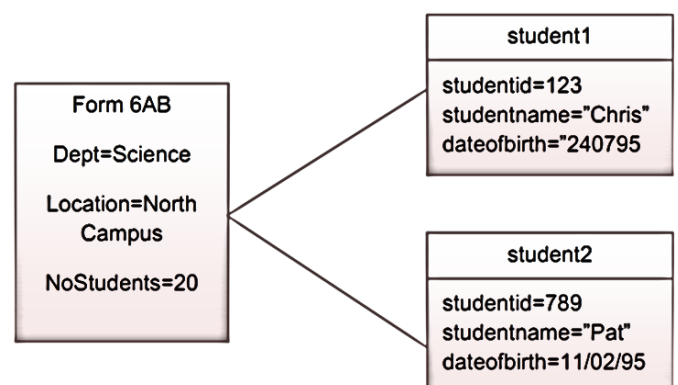 Form 6AB
Dept=Science
Location=North
Campus
NoStudents=20
student1
studentid=123
studentname="Chris"
dateofbirth="240795
student2
studentid=789
studentname="Pat"
dateofbirth=11/02/95